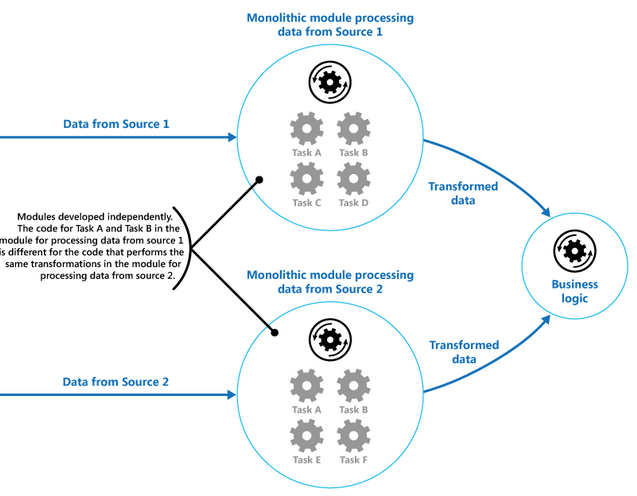 Monolithic module processing
data from Source 1
Data from Source 1
Task A
Task B
Task C
Task D
Transformed
data
Modules developed independently.
The code for Task A and Task B in the
module for processing data from source 1
is different for the code that performs the
same transformations in the module for
processing data from source 2.
Business
logic
Monolithic module processing
data from Source 2
Data from Source 2
Task A
Task B
Task E
Task F
Transformed
data